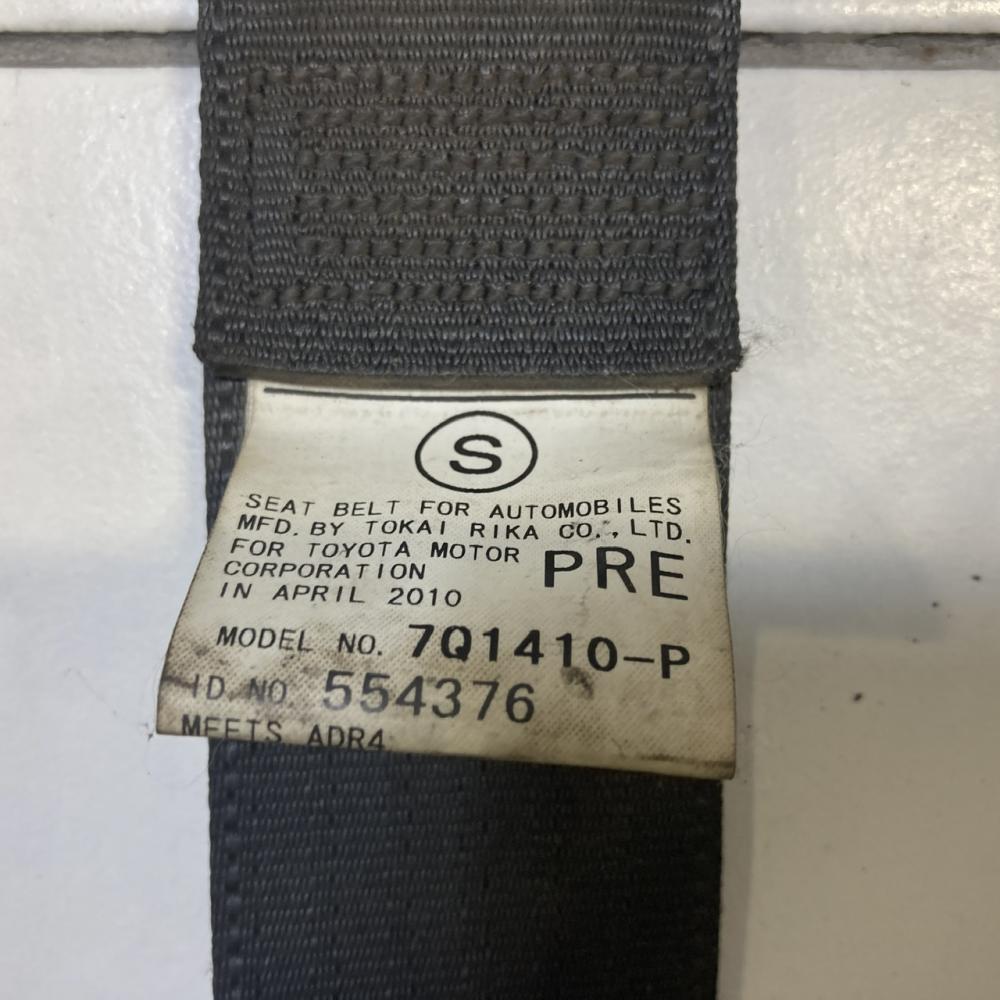 S
SEAT BELT FOR AUTOMOBILES
MFD. BY TOKAI RIKA CO., LTD.
FOR TOYOTA MOTOR
CORPORATION
PRE
IN APRIL 2010
MODEL NO. 7Q1410-P
ID NO 554376
MEETS ADR4